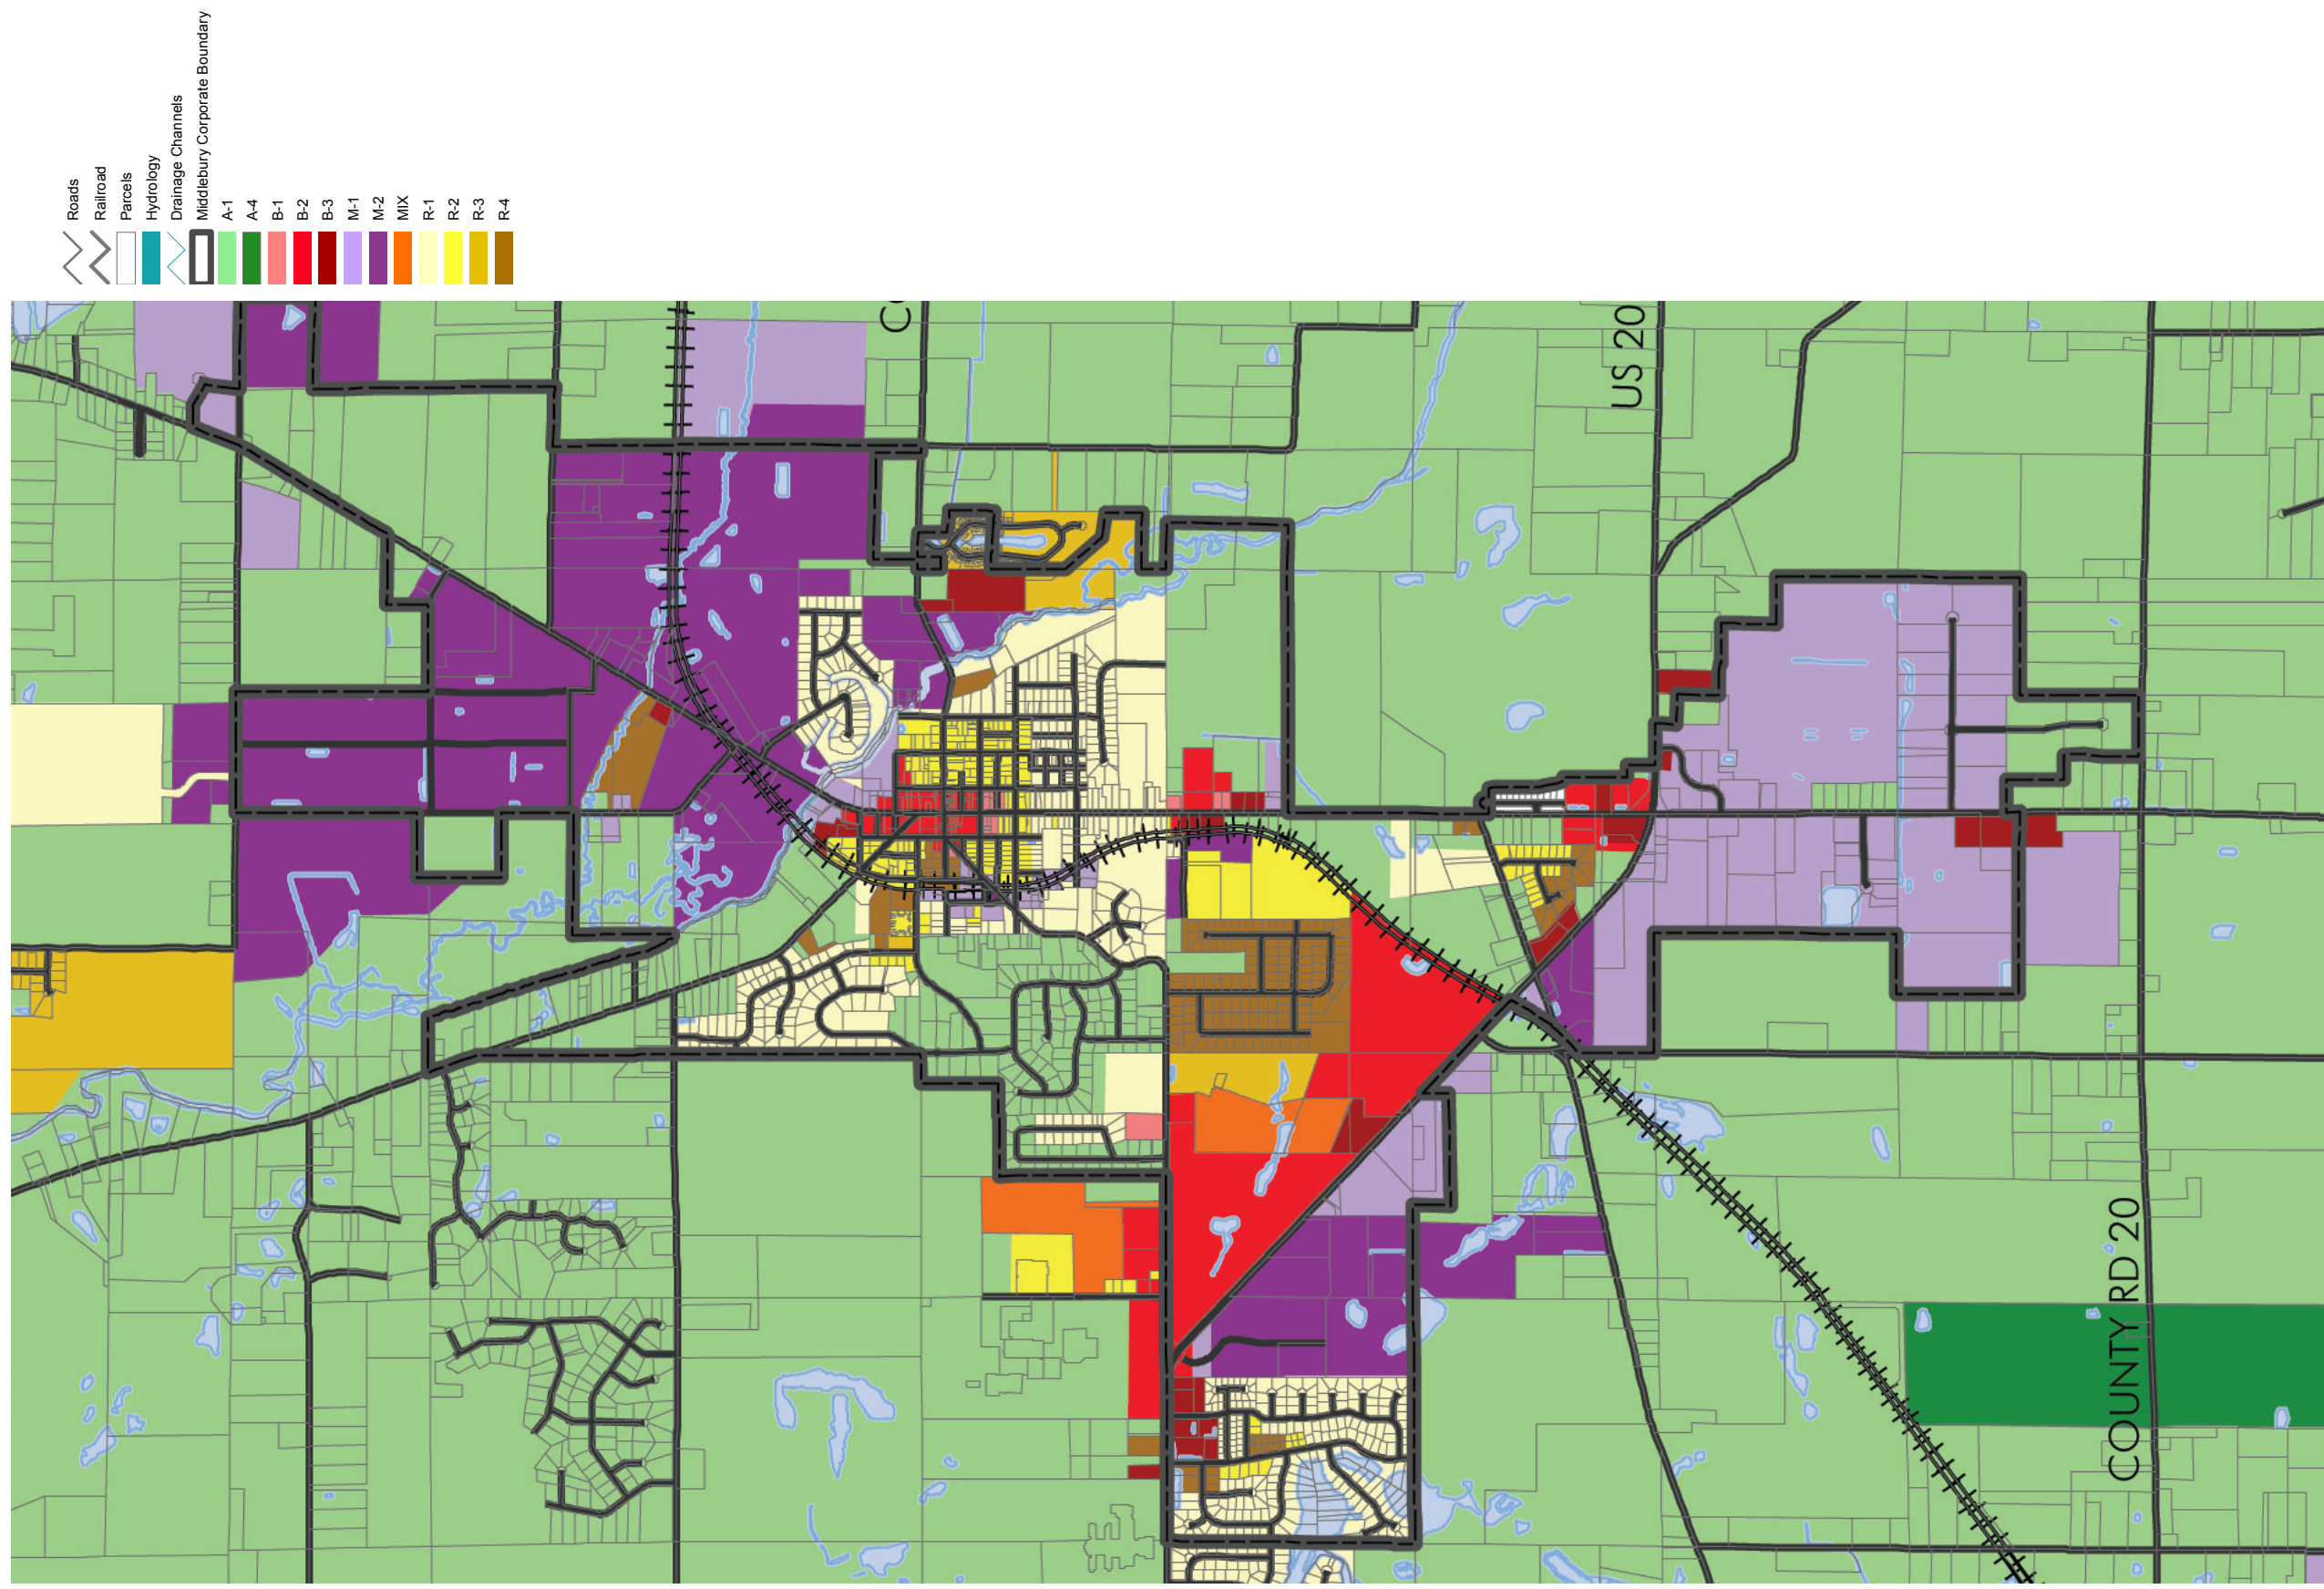 Roads
Railroad
Parcels
Hydrology
Drainage Channels
Middlebury Corporate Boundary
A-1
A-4
B-1
B-2
B-3
M-1
M-2
MIX
R-1
R-2
R-3
R-4
C
US 20
COUNTY RD 20